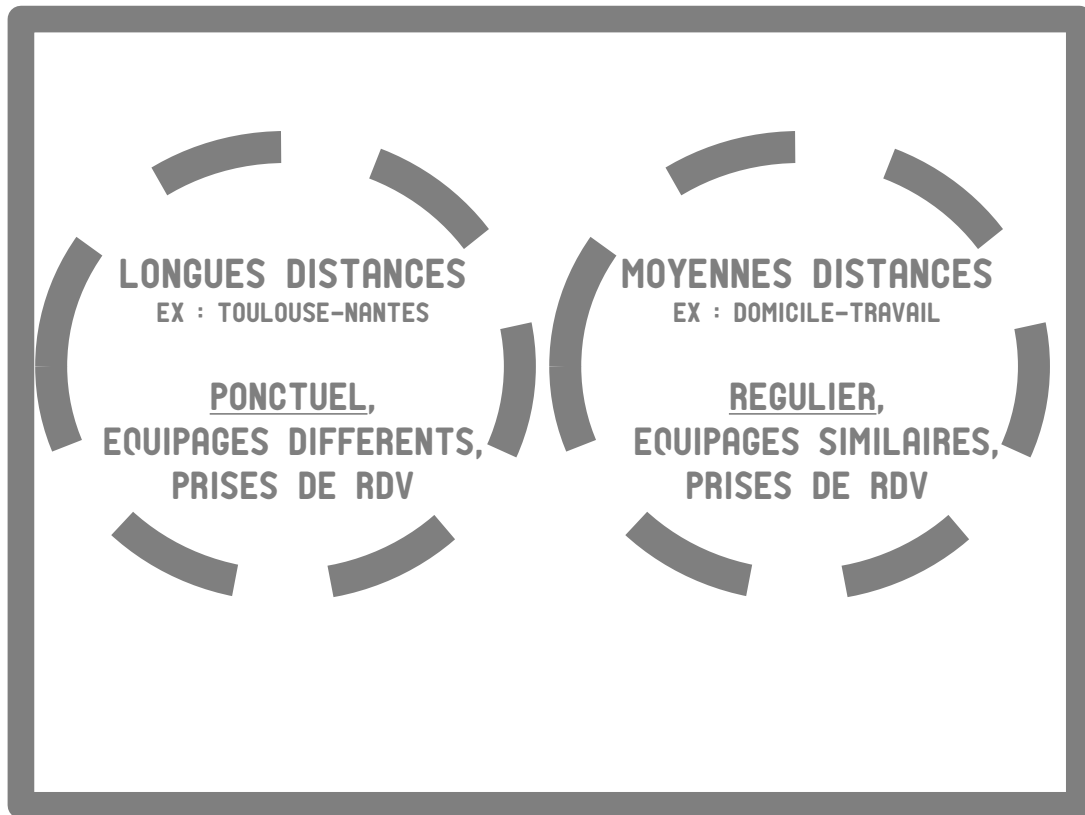 LONGUES DISTANCES
EX : TOULOUSE-NANTES
PONCTUEL,
EQUIPAGES DIFFERENTS,
PRISES DE RDV
MOYENNES DISTANCES
EX : DOMICILE-TRAVAIL
REGULIER,
EQUIPAGES SIMILAIRES,
PRISES DE RDV